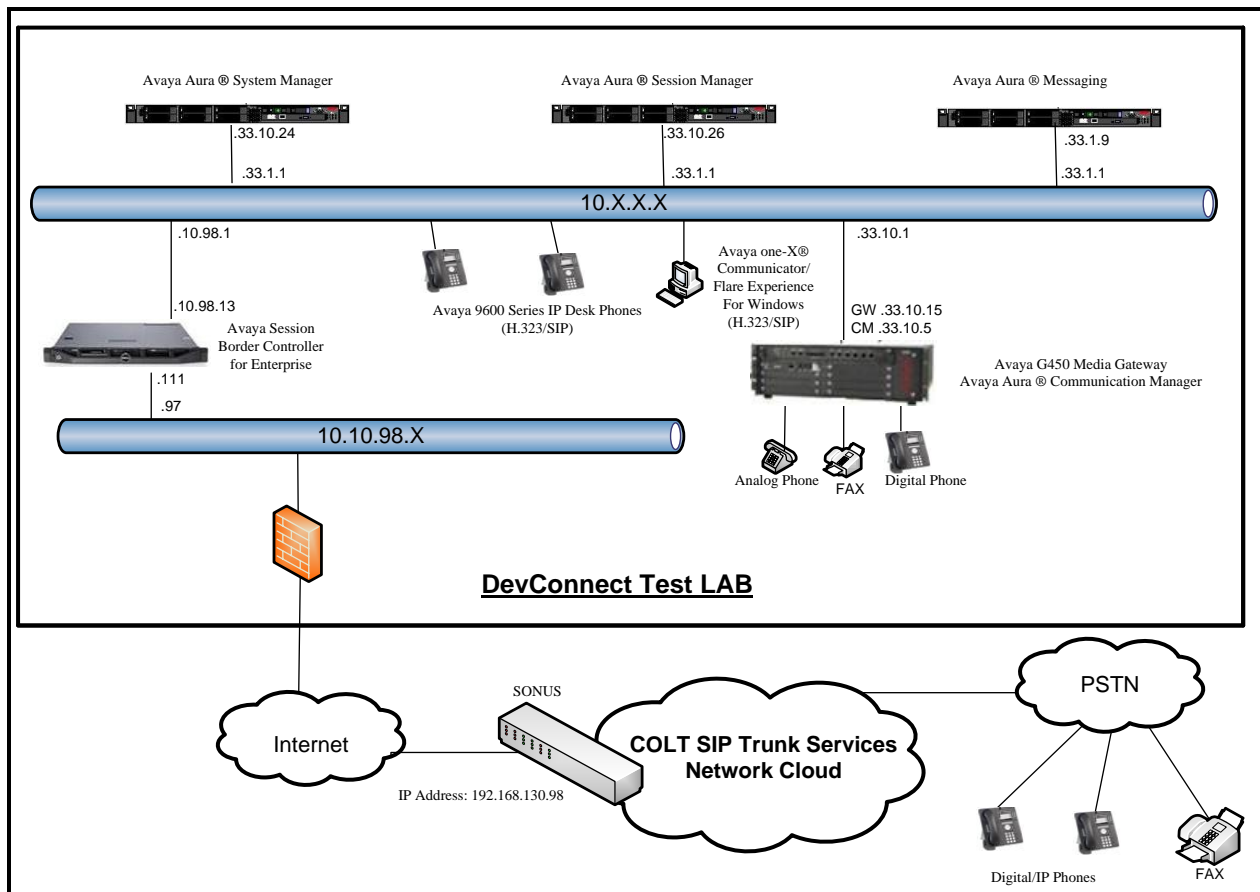 Avaya Aura ® System Manager
Avaya Aura ® Session Manager
Avaya Aura ® Messaging
.33.10.24
.33.10.26
.33.1.9
.33.1.1
.33.1.1
.33.1.1
10.X.X.X
.10.98.1
.33.10.1
Avaya one-X®
Communicator/
Flare Experience
For Windows
(H.323/SIP)
.10.98.13
Avaya 9600 Series IP Desk Phones
(H.323/SIP)
GW .33.10.15
CM .33.10.5
Avaya Session
Border Controller
for Enterprise
Avaya G450 Media Gateway
Avaya Aura ® Communication Manager
.111
.97
10.10.98.X
Analog Phone
FAX
Digital Phone
DevConnect Test LAB
PSTN
SONUS
Internet
COLT SIP Trunk Services
Network Cloud
IP Address: 192.168.130.98
Digital/IP Phones
FAX